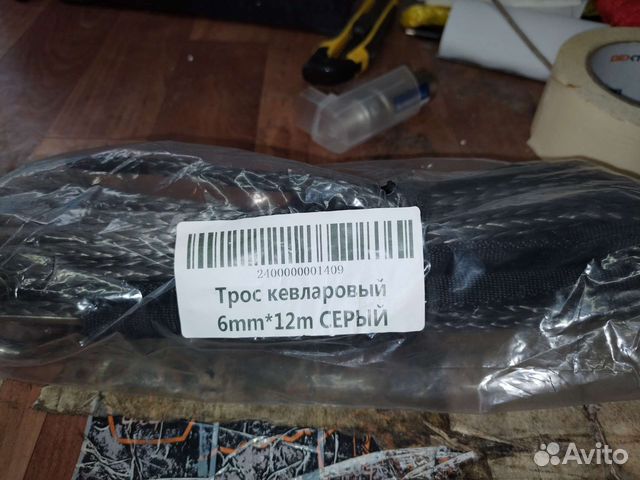 2400000001409
Трос кевларовый
6mm*12m СЕРЫЙ
Avito